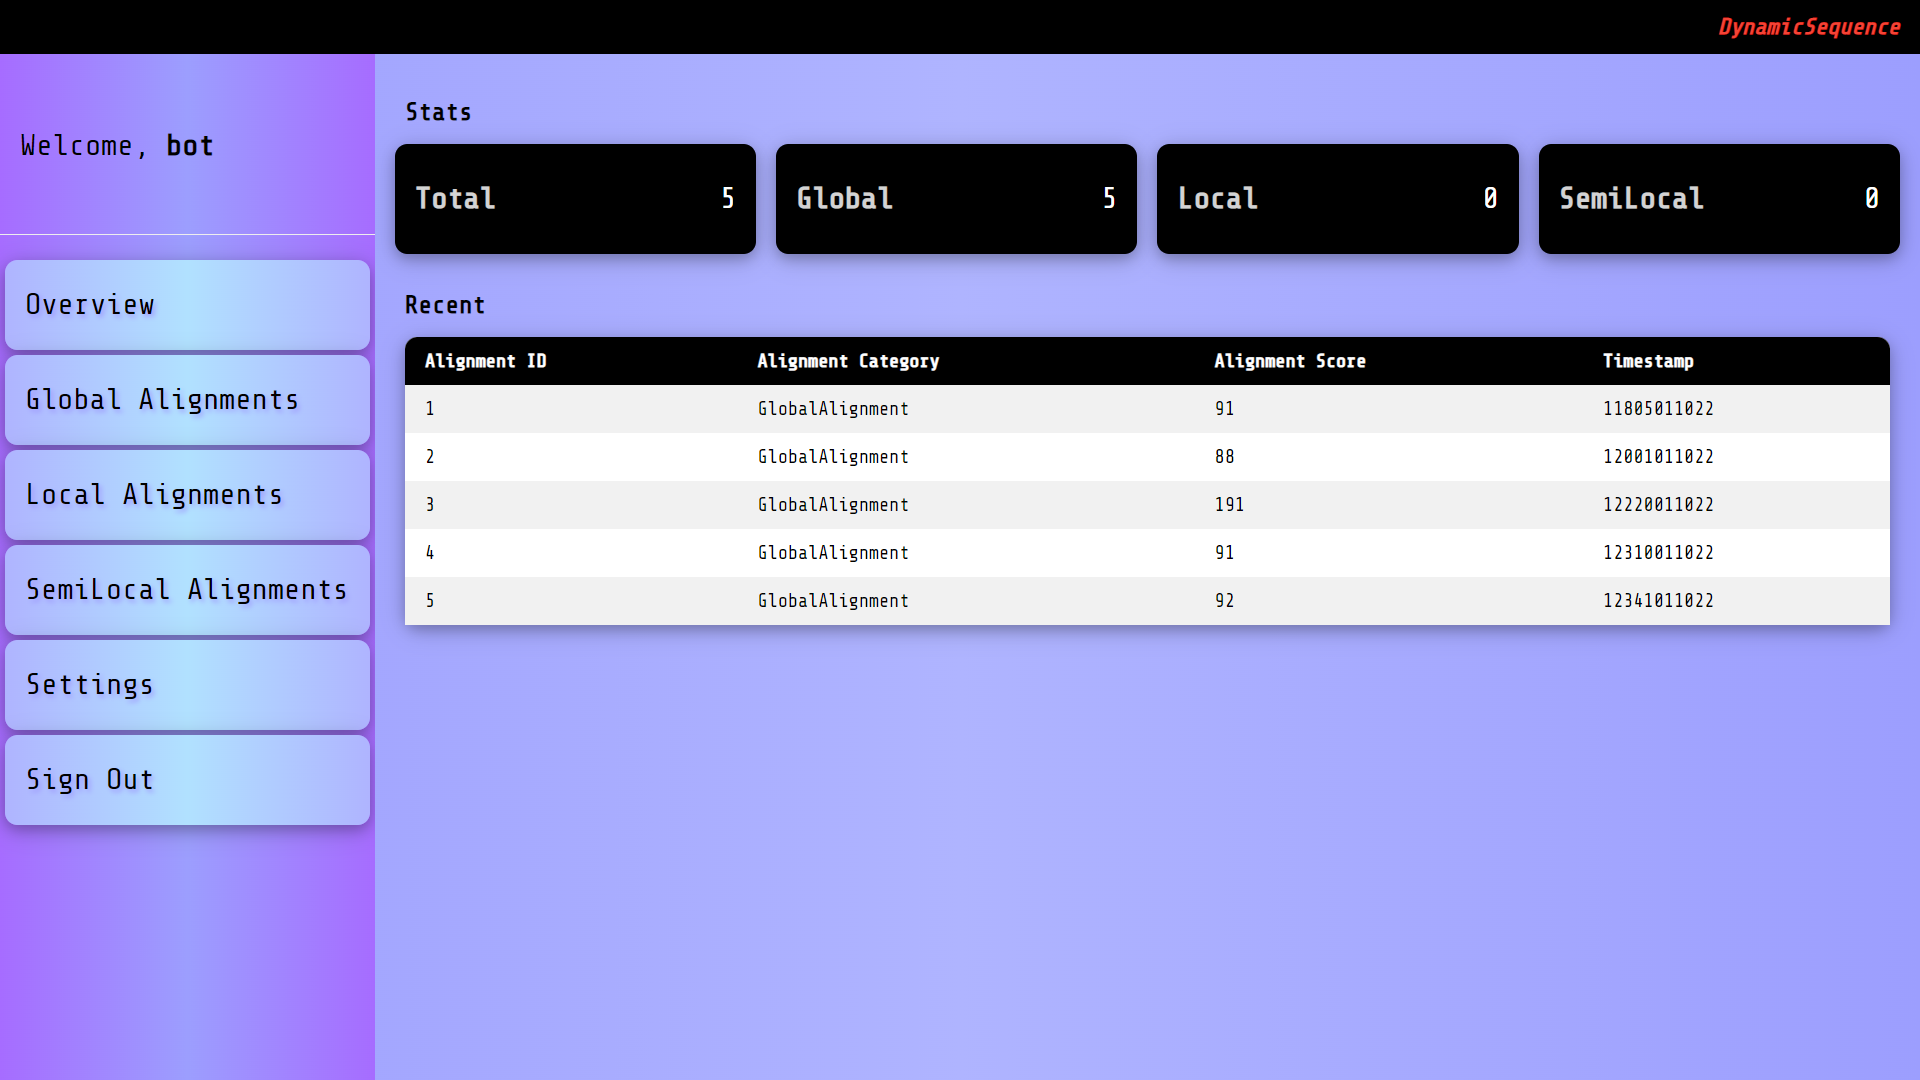 DynamicSequence
Welcome, bot
Overview
Global Alignments
Local Alignments
SemiLocal Alignments
Settings
Sign Out
Stats
Total 5 Global 5 Local 0 SemiLocal 0
Recent
Alignment ID Alignment Category Alignment Score Timestamp
1 GlobalAlignment 91 11805011022
2 GlobalAlignment 88 12001011022
3 GlobalAlignment 191 12220011022
4 GlobalAlignment 91 12310011022
5 GlobalAlignment 92 12341011022